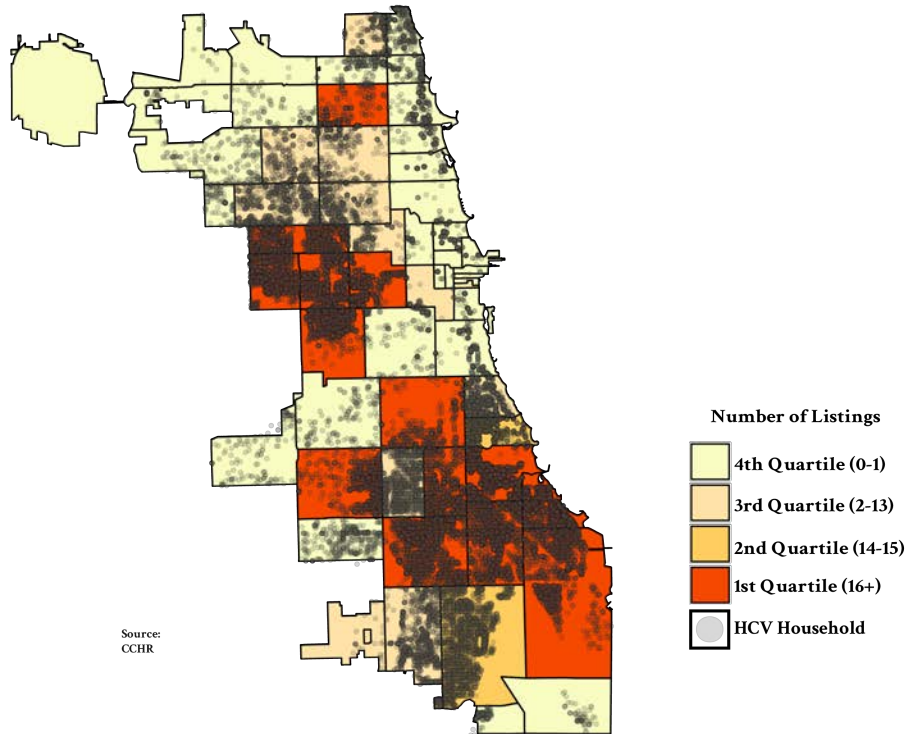 Number of Listings
4th Quartile (0-1)
3rd Quartile (2-13)
2nd Quartile (14-15)
1st Quartile (16+)
HCV Household
Source:
CCHR